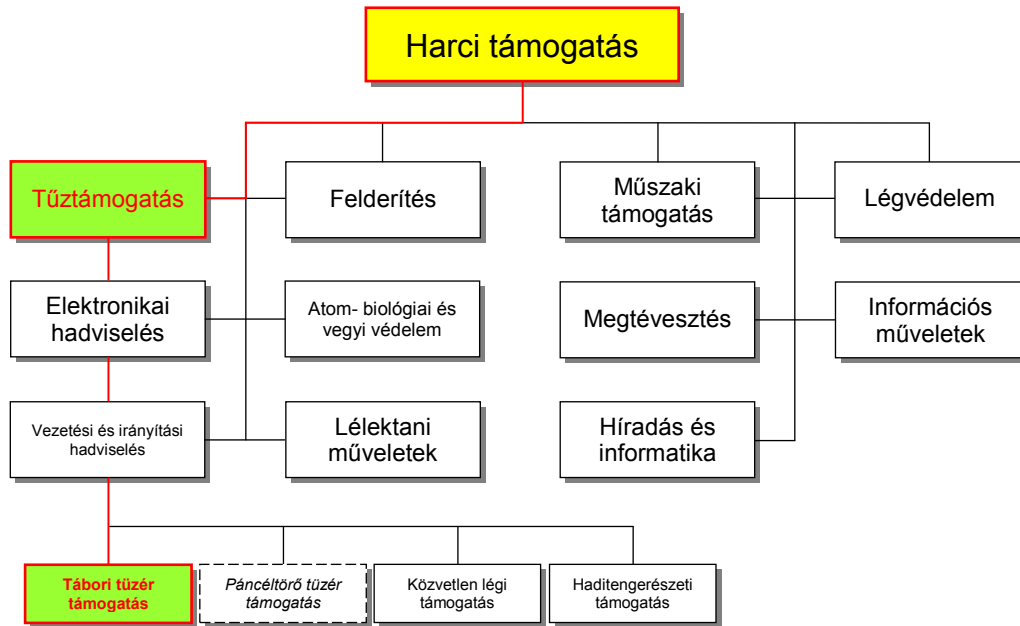 Harci támogatás
Tűztámogatás
Felderítés
Műszaki
támogatás
Légvédelem
Elektronikai
hadviselés
Atom- biológiai és
vegyi védelem
Megtévesztés
Információs
műveletek
Vezetési és irányítási
hadviselés
Lélektani
műveletek
Híradás és
informatika
Tábori tüzér
támogatás
Páncéltörő tüzér
támogatás
Közvetlen légi
támogatás
Haditengerészeti
támogatás